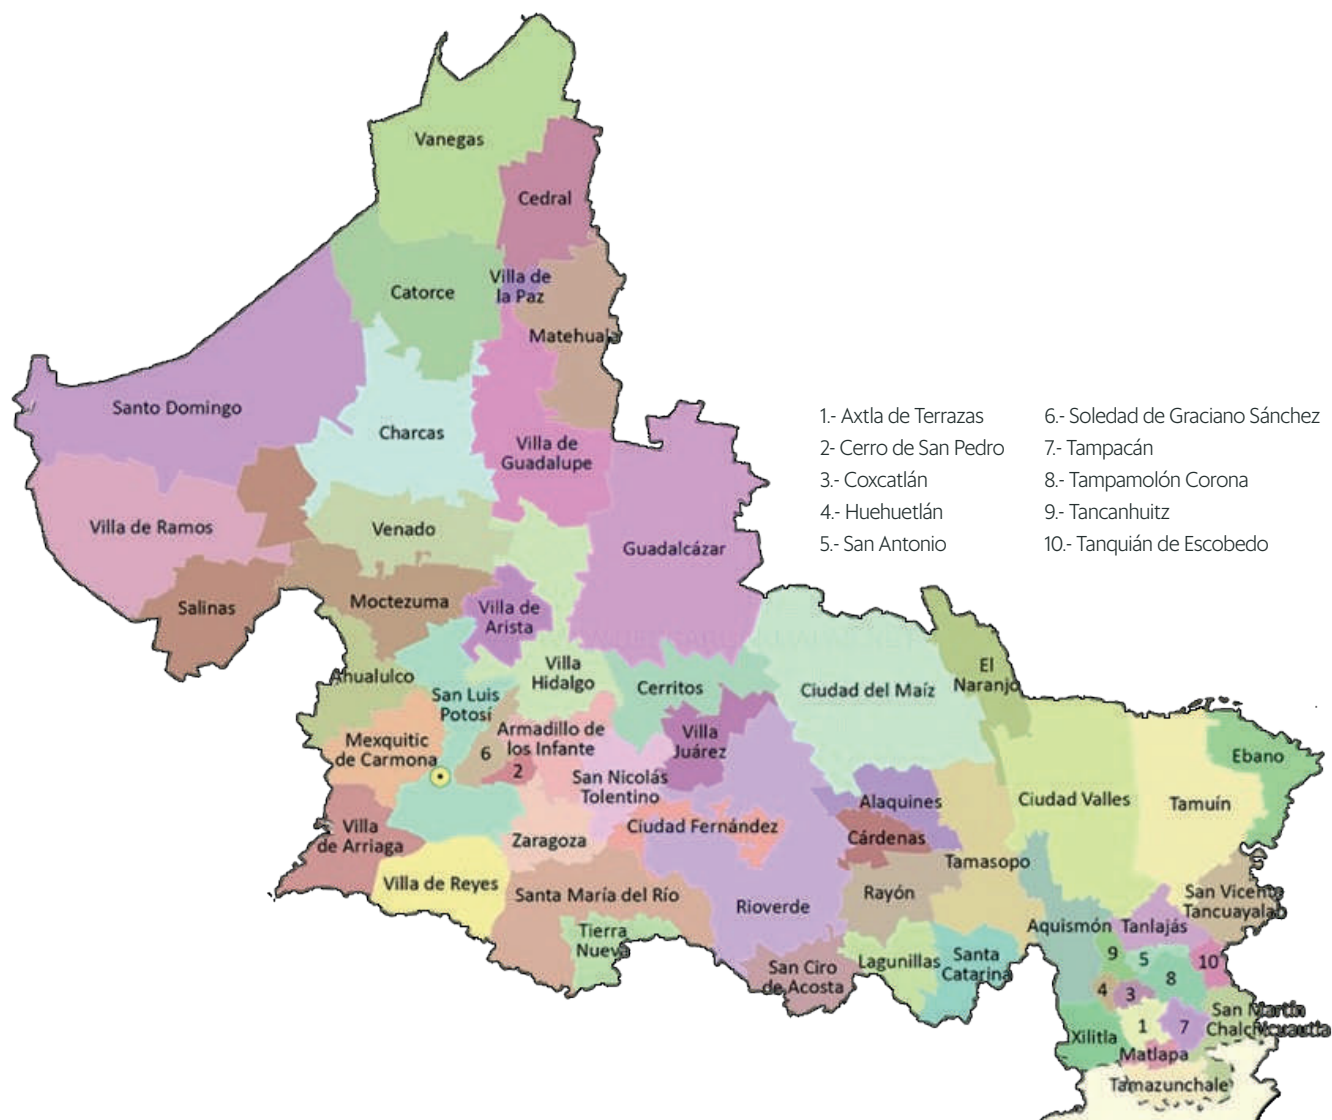 Vanegas
Cedral
Villa de
la Paz
Catorce
Matehuala
Santo Domingo
Charcas
Villa de
Guadalupe
1.- Axtla de Terrazas
2- Cerro de San Pedro
3.- Coxcatlán
4.- Huehuetlán
5.- San Antonio
6.- Soledad de Graciano Sánchez
7.- Tampacán
8.- Tampamolón Corona
9.- Tancanhuitz
10.- Tanquián de Escobedo
Villa de Ramos
Venado
Guadalcázar
Salinas
Moctezuma
Villa de
Arista
Ahualulco
Villa
Hidalgo
San Luis
Potosí
Cerritos
Ciudad del Maíz
El
Naranjo
Mexquitic
de Carmona
6
Armadillo de
los Infante
2
Villa
Juárez
San Nicolás
Tolentino
Ebano
Ciudad Valles
Tamuín
Alaquines
Villa
de Arriaga
Zaragoza
Ciudad Fernández
Cárdenas
Tamasopo
Villa de Reyes
Santa María del Río
Rioverde
Rayón
San Vicente
Tancuayalab
Tierra
Nueva
Aquismón
Tanlajás
San Ciro
de Acosta
Lagunillas
Santa
Catarina
9
5
10
8
4
3
San Martín
Xilitla
1
7
Matlapa
Tamazunchale